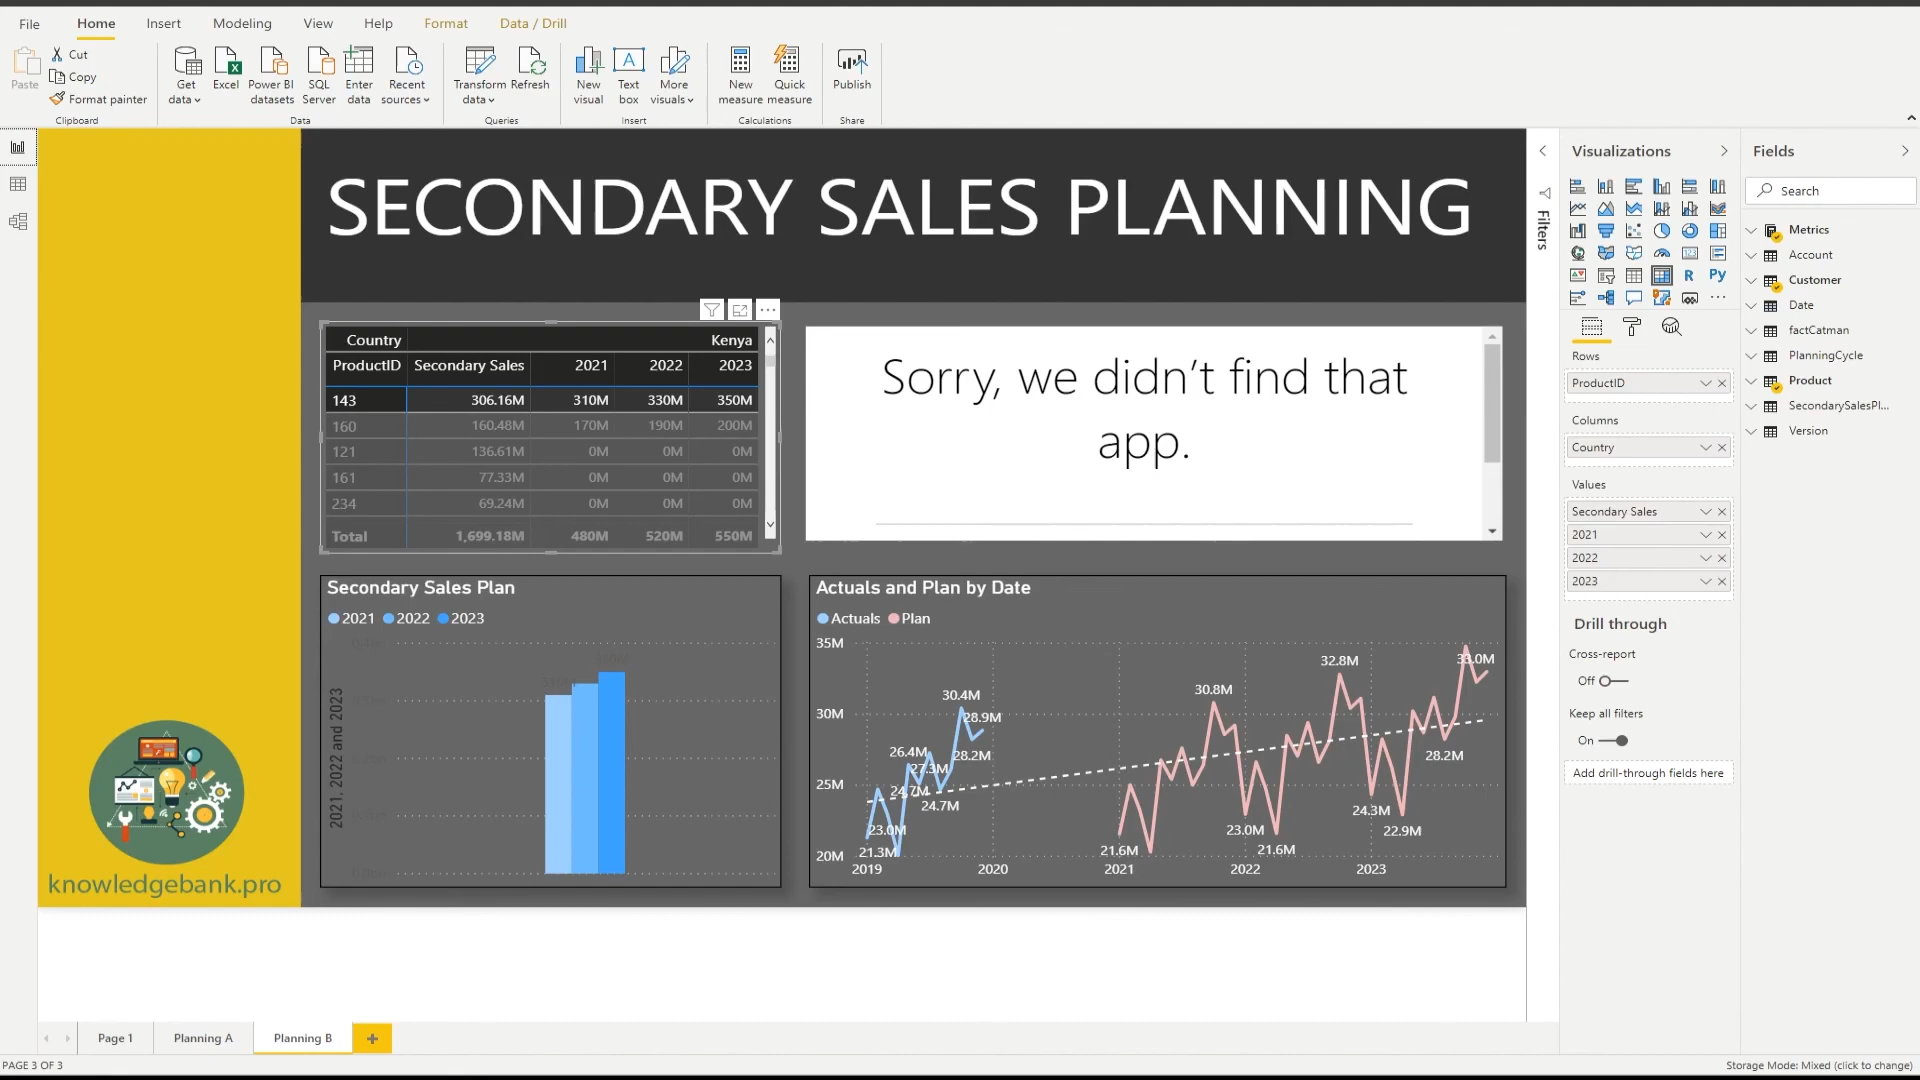 File Home Insert Modeling View Help Format Data / Drill
Paste
Cut
Copy
Format painter
Clipboard
Get data
Excel
Power BI datasets
SQL Server
Enter data
Recent sources
Data
Transform data
Refresh
Queries
New visual
Text box
More visuals
Insert
New measure
Quick measure
Calculations
Publish
Share
SECONDARY SALES PLANNING
Country Kenya
ProductID Secondary Sales 2021 2022 2023
143 306.16M 310M 330M 350M
160 160.48M 170M 190M 200M
121 136.61M 0M 0M 0M
161 77.33M 0M 0M 0M
234 69.24M 0M 0M 0M
Total 1,699.18M 480M 520M 550M
Sorry, we didn't find that
app.
Secondary Sales Plan
2021 2022 2023
2021, 2022 and 2023
Actuals and Plan by Date
Actuals Plan
35M
30M
25M
20M
21.3M
23.0M
24.7M
26.4M
27.3M
24.7M
30.4M
28.2M
28.9M
21.6M
30.8M
23.0M
21.6M
32.8M
24.3M
22.9M
28.2M
33.0M
2019 2020 2021 2022 2023
knowledgebank.pro
Filters
Visualizations
R Py
123
Rows
ProductID
Columns
Country
Values
Secondary Sales
2021
2022
2023
Drill through
Cross-report
Off
Keep all filters
On
Add drill-through fields here
Fields
Search
Metrics
Account
Customer
Date
factCatman
PlanningCycle
Product
SecondarySalesPl...
Version
Page 1 Planning A Planning B
PAGE 3 OF 3
Storage Mode: Mixed (click to change)